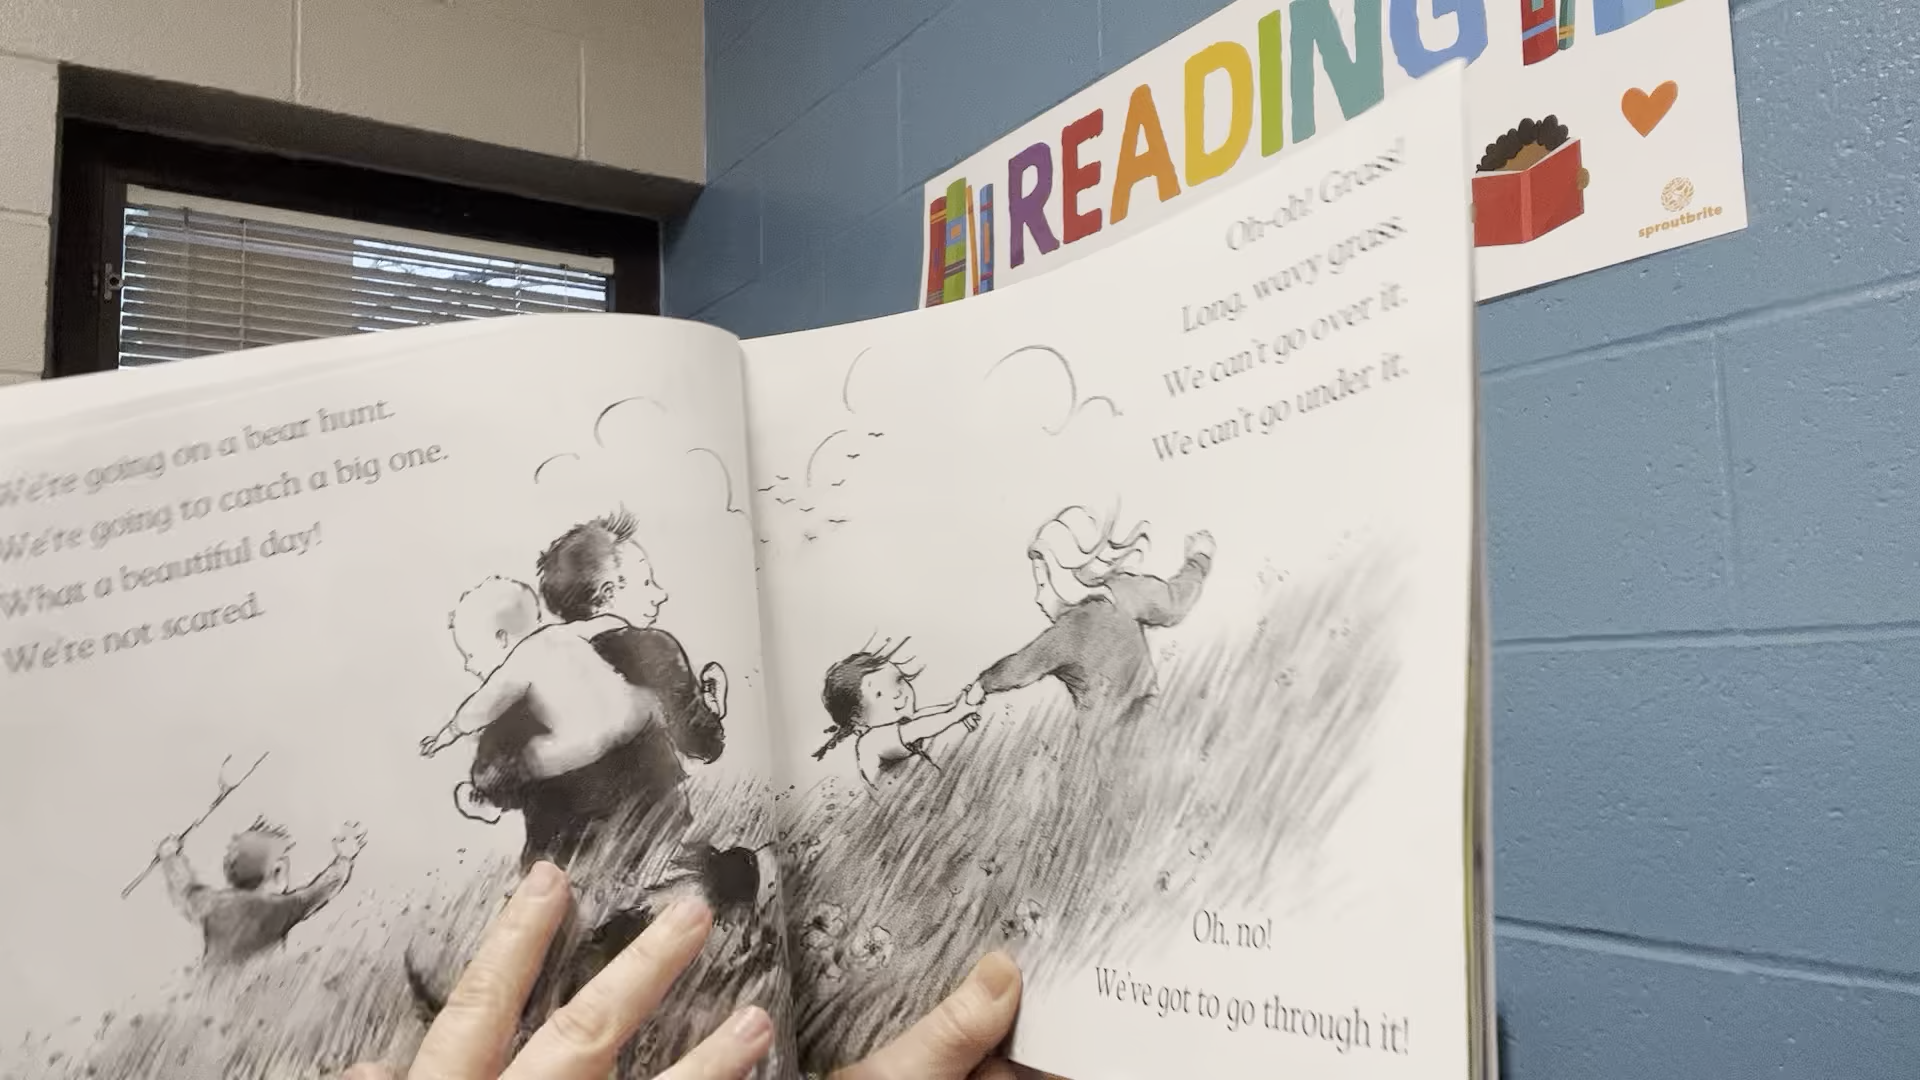 READING
sproutbrite
We're going on a bear hunt.
We're going to catch a big one.
What a beautiful day!
We're not scared.
Oh-oh! Grass!
Long, wavy grass.
We can't go over it.
We can't go under it.
Oh, no!
We've got to go through it!